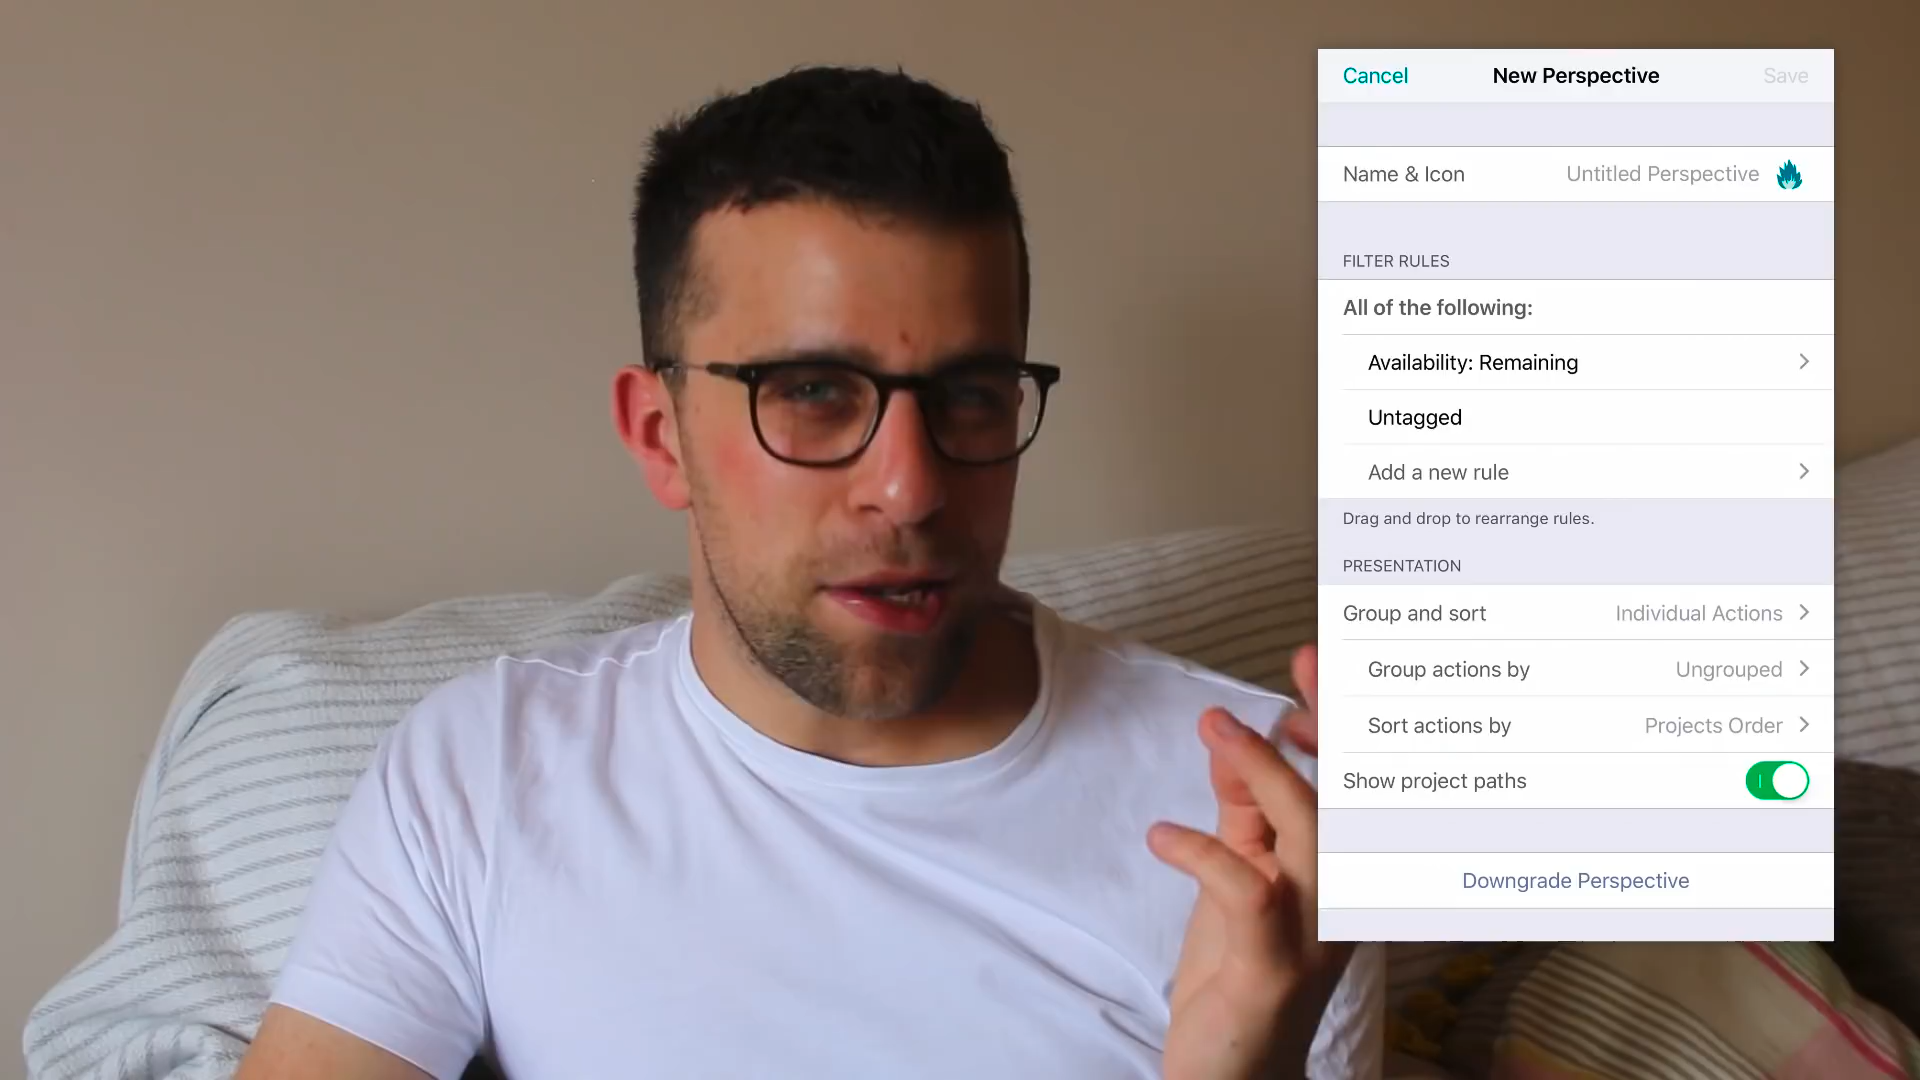 Cancel New Perspective Save
Name & Icon Untitled Perspective
FILTER RULES
All of the following:
Availability: Remaining
Untagged
Add a new rule
Drag and drop to rearrange rules.
PRESENTATION
Group and sort Individual Actions
Group actions by Ungrouped
Sort actions by Projects Order
Show project paths
Downgrade Perspective